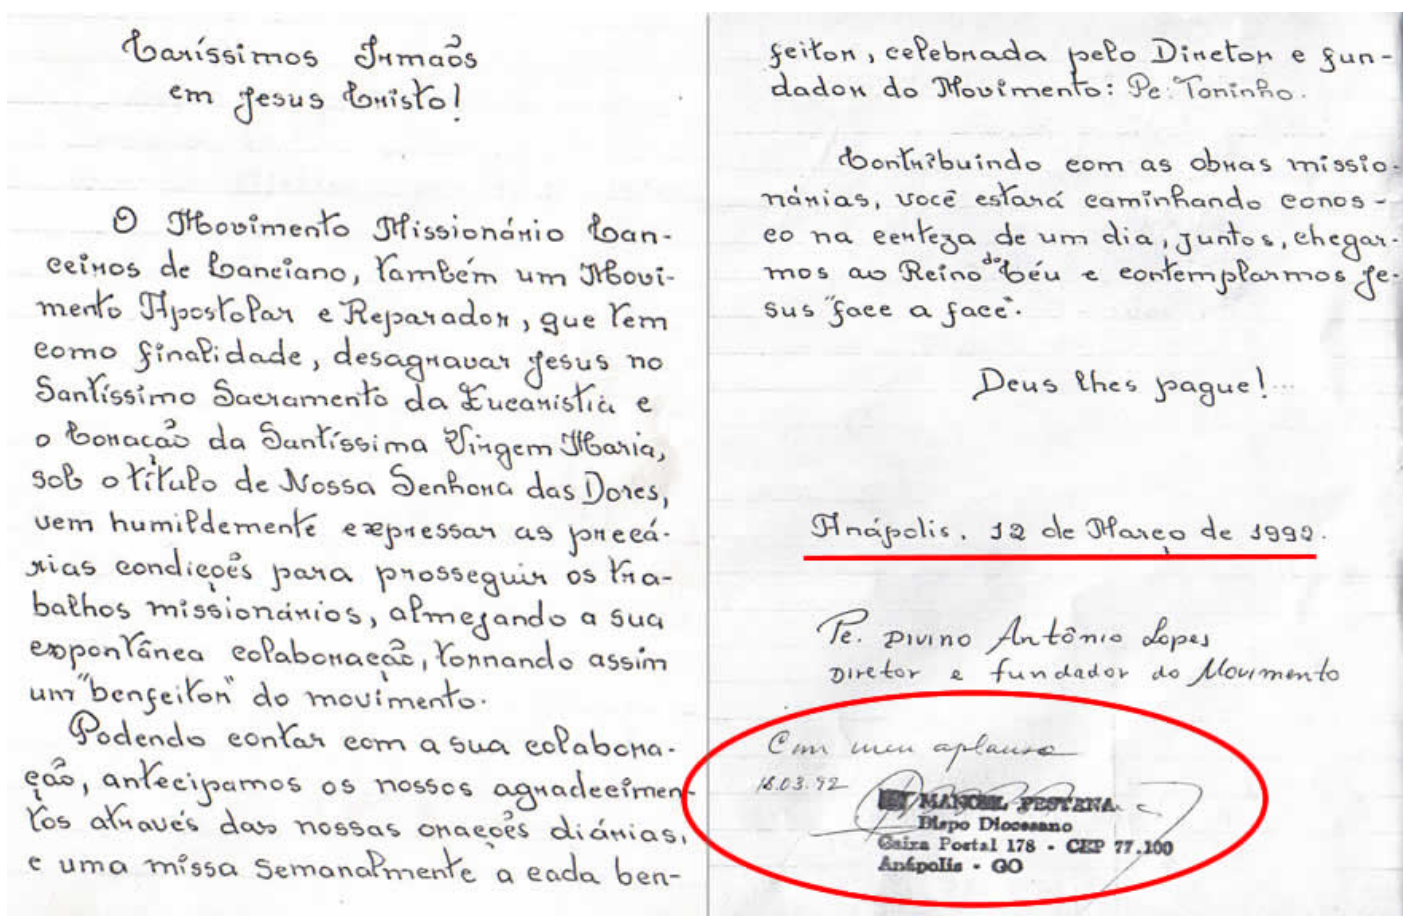 Caríssimos Irmaõs
em Jesus Cristo!
O Movimento Missionário Lan-
ceiros de Lanciano, também um Movi-
mento Apostolar e Reparador, que tem
como finalidade, desagravar Jesus no
Santíssimo Sacramento da Eucaristia e
o Coração da Santíssima Virgem Maria,
sob o título de Nossa Senhora das Dores,
vem humildemente expressar as precá-
rias condições para prosseguir os tra-
balhos missionários, almejando a sua
expontânea colaboração, tornando assim
um "benfeitor" do movimento.
Podendo contar com a sua colabora-
ção, antecipamos os nossos agradecimen-
tos através das nossas orações diárias,
e uma missa semanalmente a cada ben-
feitor, celebrada pelo Diretor e fun-
dador do Movimento: Pe. Toninho.
Contribuindo com as obras missio-
nárias, você estará caminhando conos-
co na certeza de um dia, juntos, chegar-
mos ao Reino do Céu e contemplarmos Je-
sus "face a face".
Deus lhes pague!...
Anápolis, 12 de Março de 1992.
Pe. Divino Antônio Lopes
Diretor e fundador do Movimento
Com meu aplauso
18.03.92
MANOEL PESTANA
Bispo Diocesano
Caixa Postal 178 - CEP 77.100
Anápolis - GO